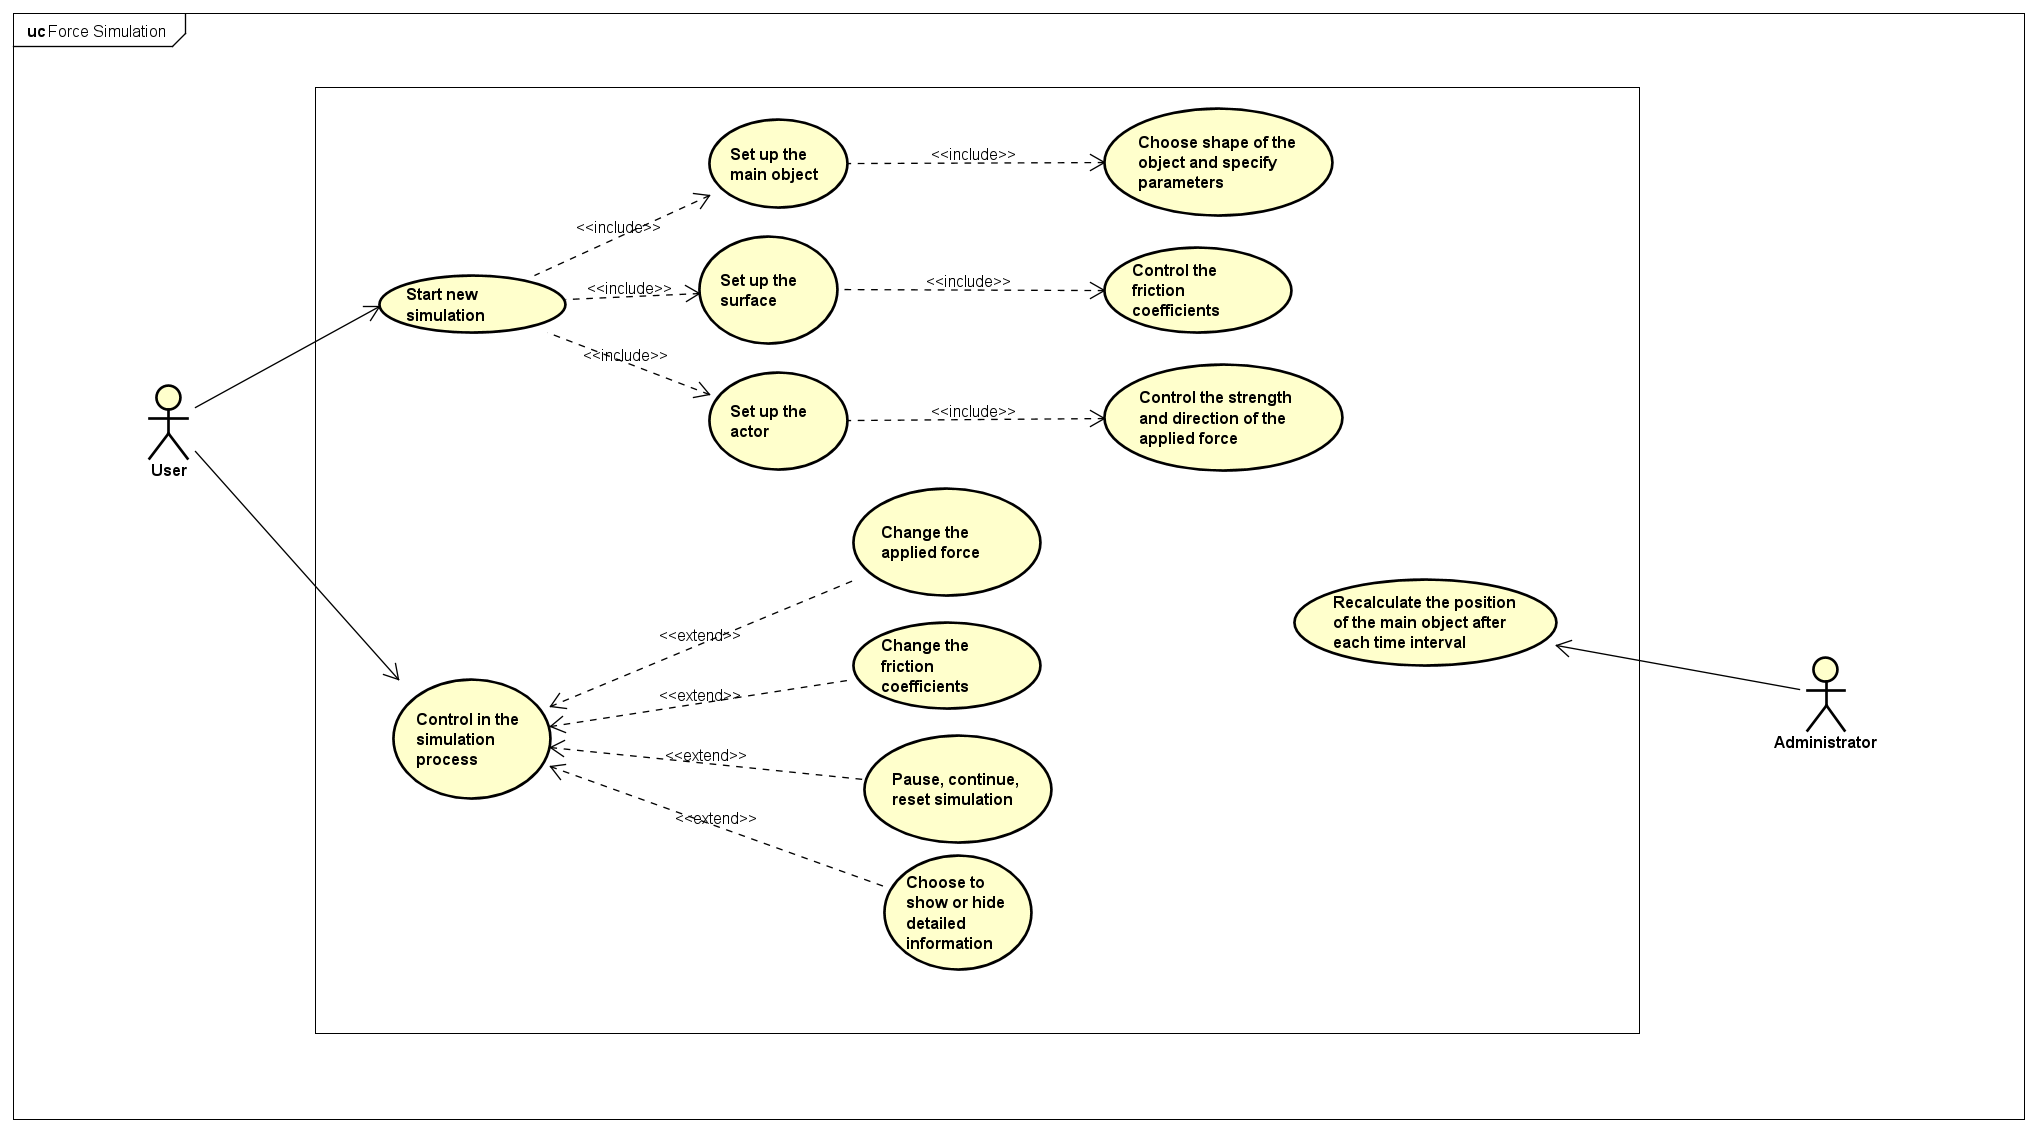 uc Force Simulation
Set up the
main object
<<include>>
Choose shape of the
object and specify
parameters
<<include>>
Start new
simulation
<<include>>
Set up the
surface
<<include>>
Control the
friction
coefficients
<<include>>
Set up the
actor
<<include>>
Control the strength
and direction of the
applied force
User
Change the
applied force
<<extend>>
Change the
friction
coefficients
<<extend>>
Control in the
simulation
process
<<extend>>
Pause, continue,
reset simulation
<<extend>>
Choose to
show or hide
detailed
information
Recalculate the position
of the main object after
each time interval
Administrator